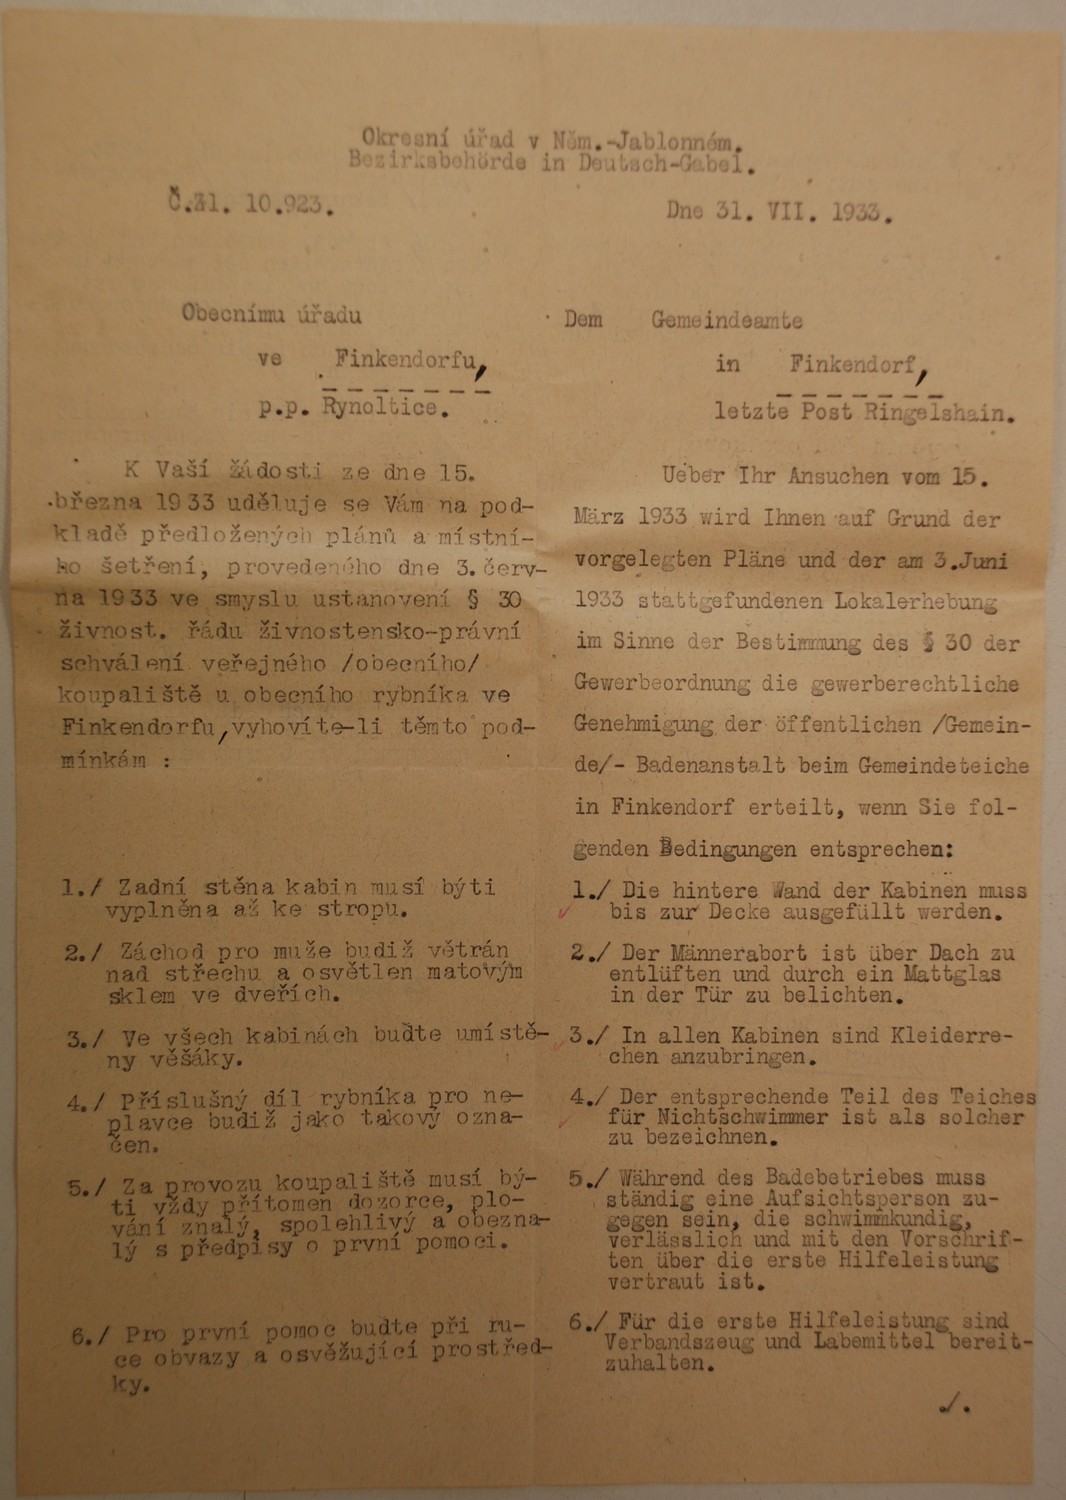 Okresní úřad v Něm.-Jablonném.
Bezirksbehörde in Deutsch-Gabel.
Č.31. 10.923.
Dne 31. VII. 1933.
Obecnímu úřadu
ve Finkendorfu,
p.p. Rynoltice.
K Vaší žádosti ze dne 15.
března 1933 uděluje se Vám na pod-
kladě předložených plánů a místní-
ho šetření, provedeného dne 3.červ-
na 1933 ve smyslu ustanovení § 30
živnost. řádu živnostensko-právní
schválení veřejného /obecního/
koupaliště u obecního rybníka ve
Finkendorfu,vyhovíte-li těmto pod-
mínkám :
1./ Zadní stěna kabin musí býti
vyplněna až ke stropu.
2./ Záchod pro muže budiž větrán
nad střechu a osvětlen matovým
sklem ve dveřích.
3./ Ve všech kabinách buďte umístě-
ny věšáky.
4./ Příslušný díl rybníka pro ne-
plavce budiž jako takový ozna-
čen.
5./ Za provozu koupaliště musí bý-
ti vždy přítomen dozorce, plo-
vání znalý, spolehlivý a obezna-
lý s předpisy o první pomoci.
6./ Pro první pomoc buďte při ru-
ce obvazy a osvěžující prostřed-
ky.
Dem Gemeindeamte
in Finkendorf,
letzte Post Ringelshain.
Ueber Ihr Ansuchen vom 15.
März 1933 wird Ihnen auf Grund der
vorgelegten Pläne und der am 3.Juni
1933 stattgefundenen Lokalerhebung
im Sinne der Bestimmung des § 30 der
Gewerbeordnung die gewerberechtliche
Genehmigung der öffentlichen /Gemein-
de/- Badenanstalt beim Gemeindeteiche
in Finkendorf erteilt, wenn Sie fol-
genden Bedingungen entsprechen:
1./ Die hintere Wand der Kabinen muss
bis zur Decke ausgefüllt werden.
2./ Der Männerabort ist über Dach zu
entlüften und durch ein Mattglas
in der Tür zu belichten.
3./ In allen Kabinen sind Kleiderre-
chen anzubringen.
4./ Der entsprechende Teil des Teiches
für Nichtschwimmer ist als solcher
zu bezeichnen.
5./ Während des Badebetriebes muss
ständig eine Aufsichtsperson zu-
gegen sein, die schwimmkundig,
verlässlich und mit den Vorschrif-
ten über die erste Hilfeleistung
vertraut ist.
6./ Für die erste Hilfeleistung sind
Verbandszeug und Labemittel bereit-
zuhalten.
./.